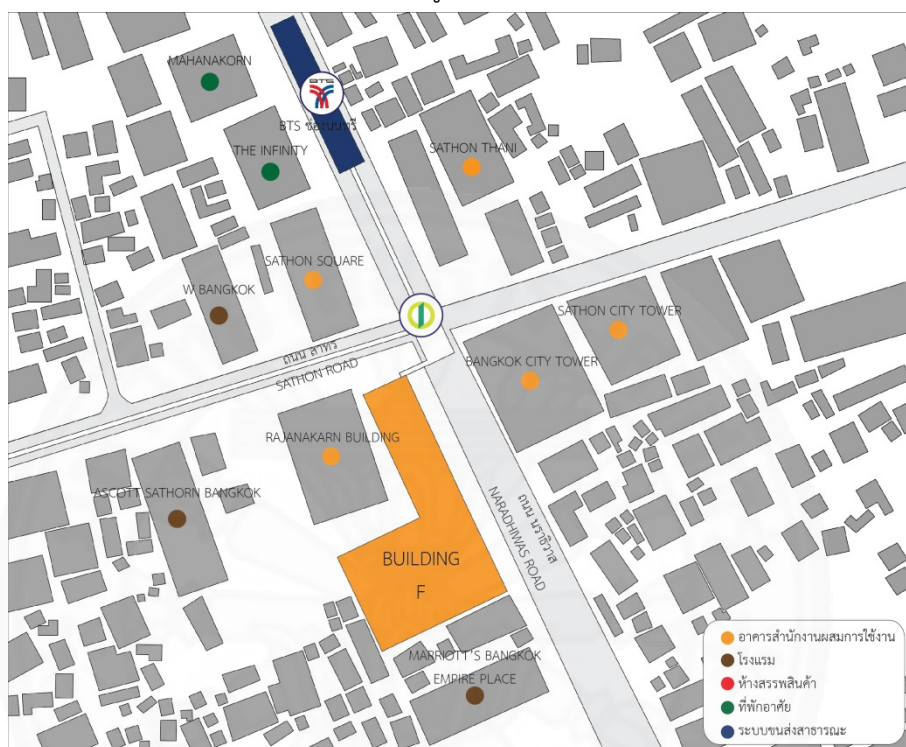 MAHANAKORN
BTS
BTS ช่องนนทรี
THE INFINITY
SATHON THANI
SATHON SQUARE
W BANGKOK
SATHON CITY TOWER
ถนน สาทร
SATHON ROAD
BANGKOK CITY TOWER
RAJANAKARN BUILDING
ASCOTT SATHORN BANGKOK
ถนน นราธิวาส
NARADHIWAS ROAD
BUILDING
F
MARRIOTT'S BANGKOK
EMPIRE PLACE
อาคารสำนักงานผสมการใช้งาน
โรงแรม
ห้างสรรพสินค้า
ที่พักอาศัย
ระบบขนส่งสาธารณะ